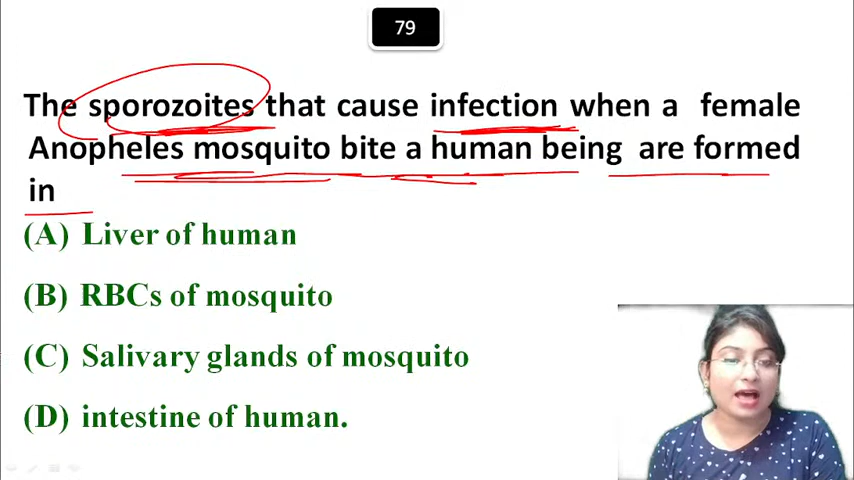 79
The sporozoites that cause infection when a female
Anopheles mosquito bite a human being are formed
in
(A) Liver of human
(B) RBCs of mosquito
(C) Salivary glands of mosquito
(D) intestine of human.